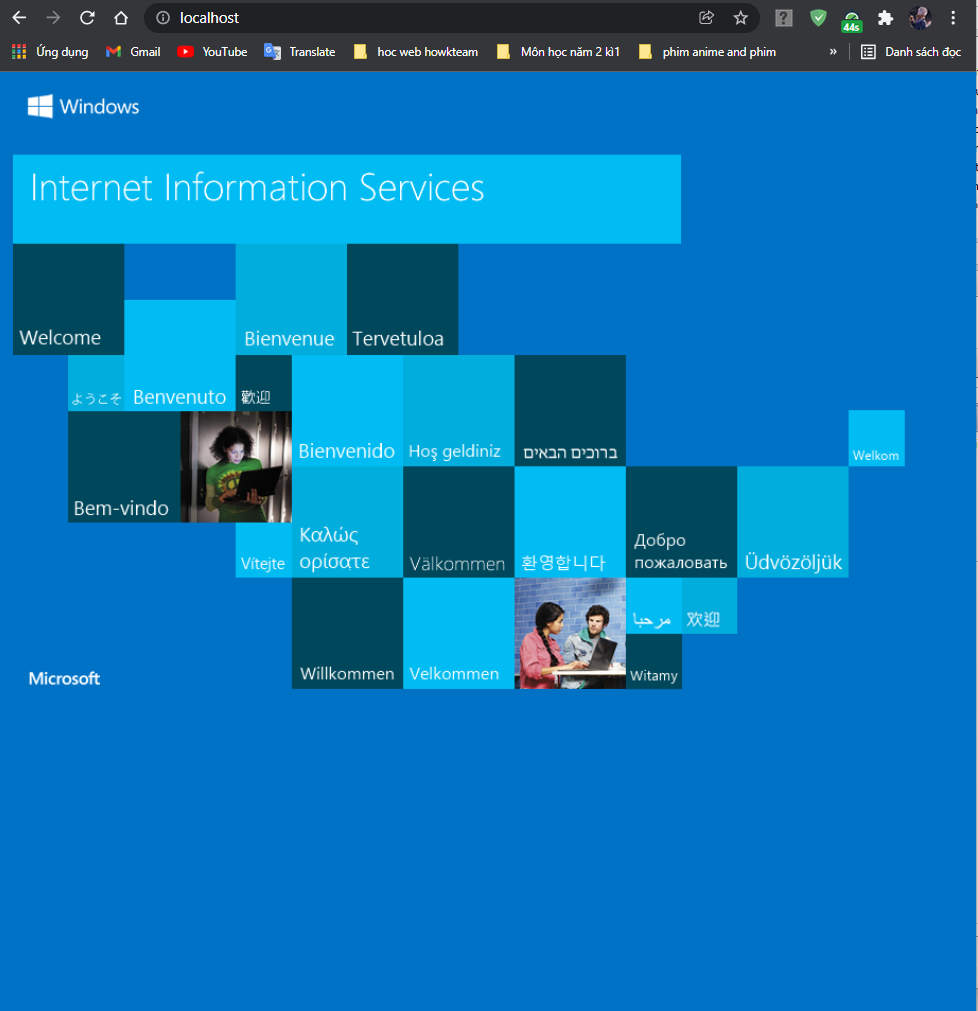 localhost
44s
Ứng dụng
Gmail
YouTube
Translate
hoc web howkteam
Môn học năm 2 kì1
phim anime and phim
»
Danh sách đọc
Windows
Internet Information Services
Welcome
Bienvenue
Tervetuloa
ようこそ
Benvenuto
歡迎
Bienvenido
Hoş geldiniz
ברוכים הבאים
Welkom
Bem-vindo
Vítejte
Καλώς
ορίσατε
Välkommen
환영합니다
Добро
пожаловать
Üdvözöljük
Willkommen
Velkommen
مرحبا
欢迎
Witamy
Microsoft